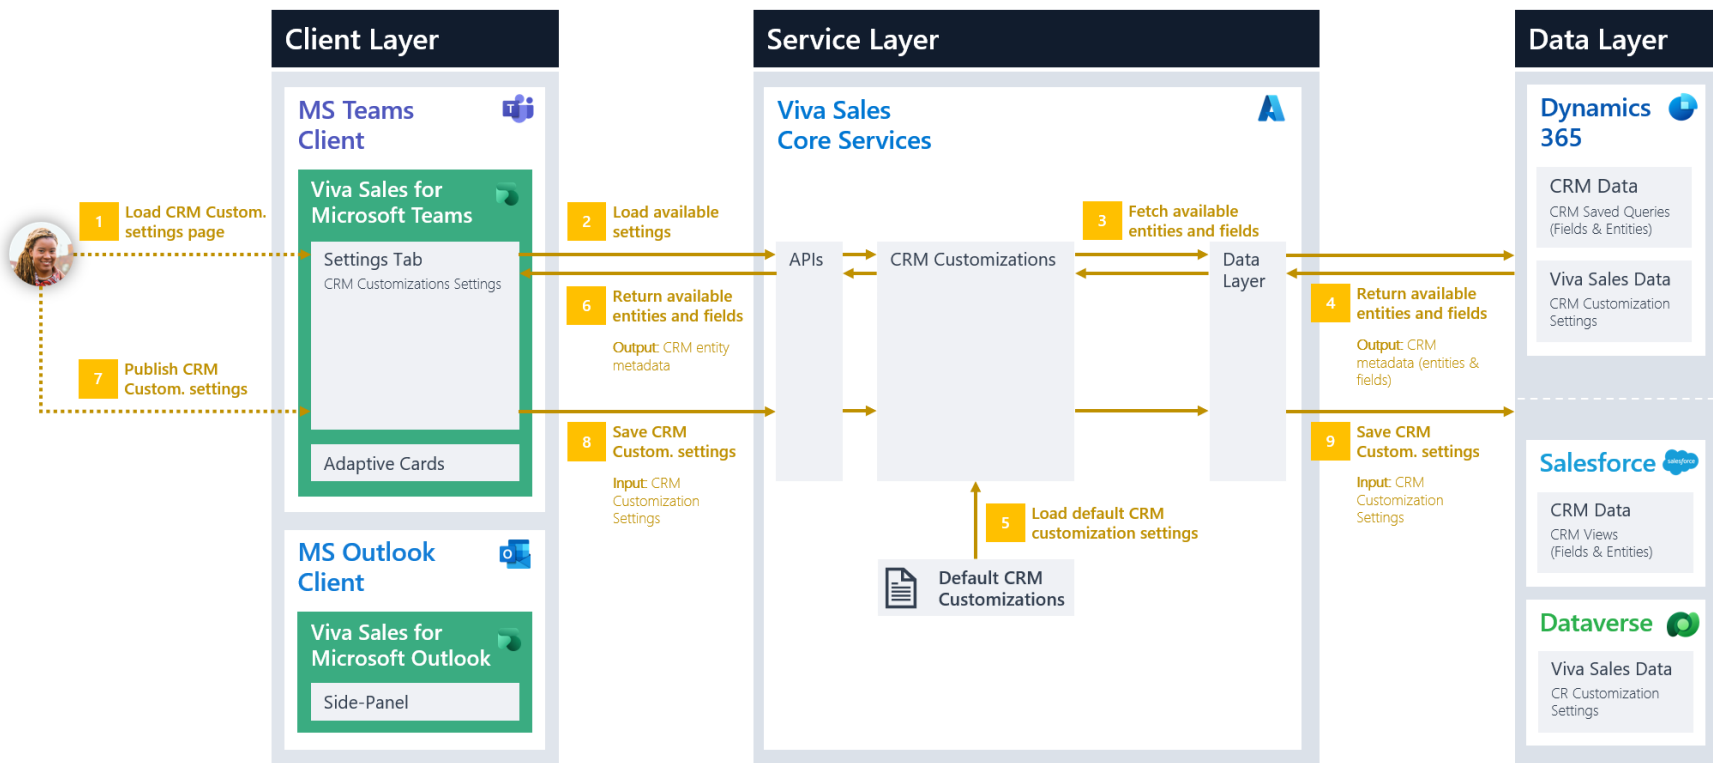 Client Layer
Service Layer
Data Layer
MS Teams
Client
Viva Sales for
Microsoft Teams
Settings Tab
CRM Customizations Settings
Adaptive Cards
MS Outlook
Client
Viva Sales for
Microsoft Outlook
Side-Panel
1
Load CRM Custom.
settings page
7
Publish CRM
Custom. settings
2
Load available
settings
6
Return available
entities and fields
Output: CRM entity
metadata
8
Save CRM
Custom. settings
Input: CRM
Customization
Settings
Viva Sales
Core Services
APIs
CRM Customizations
3
Fetch available
entities and fields
Data
Layer
5
Load default CRM
customization settings
Default CRM
Customizations
4
Return available
entities and fields
Output: CRM
metadata (entities &
fields)
9
Save CRM
Custom. settings
Input: CRM
Customization
Settings
Dynamics
365
CRM Data
CRM Saved Queries
(Fields & Entities)
Viva Sales Data
CRM Customization
Settings
Salesforce
salesforce
CRM Data
CRM Views
(Fields & Entities)
Dataverse
Viva Sales Data
CR Customization
Settings